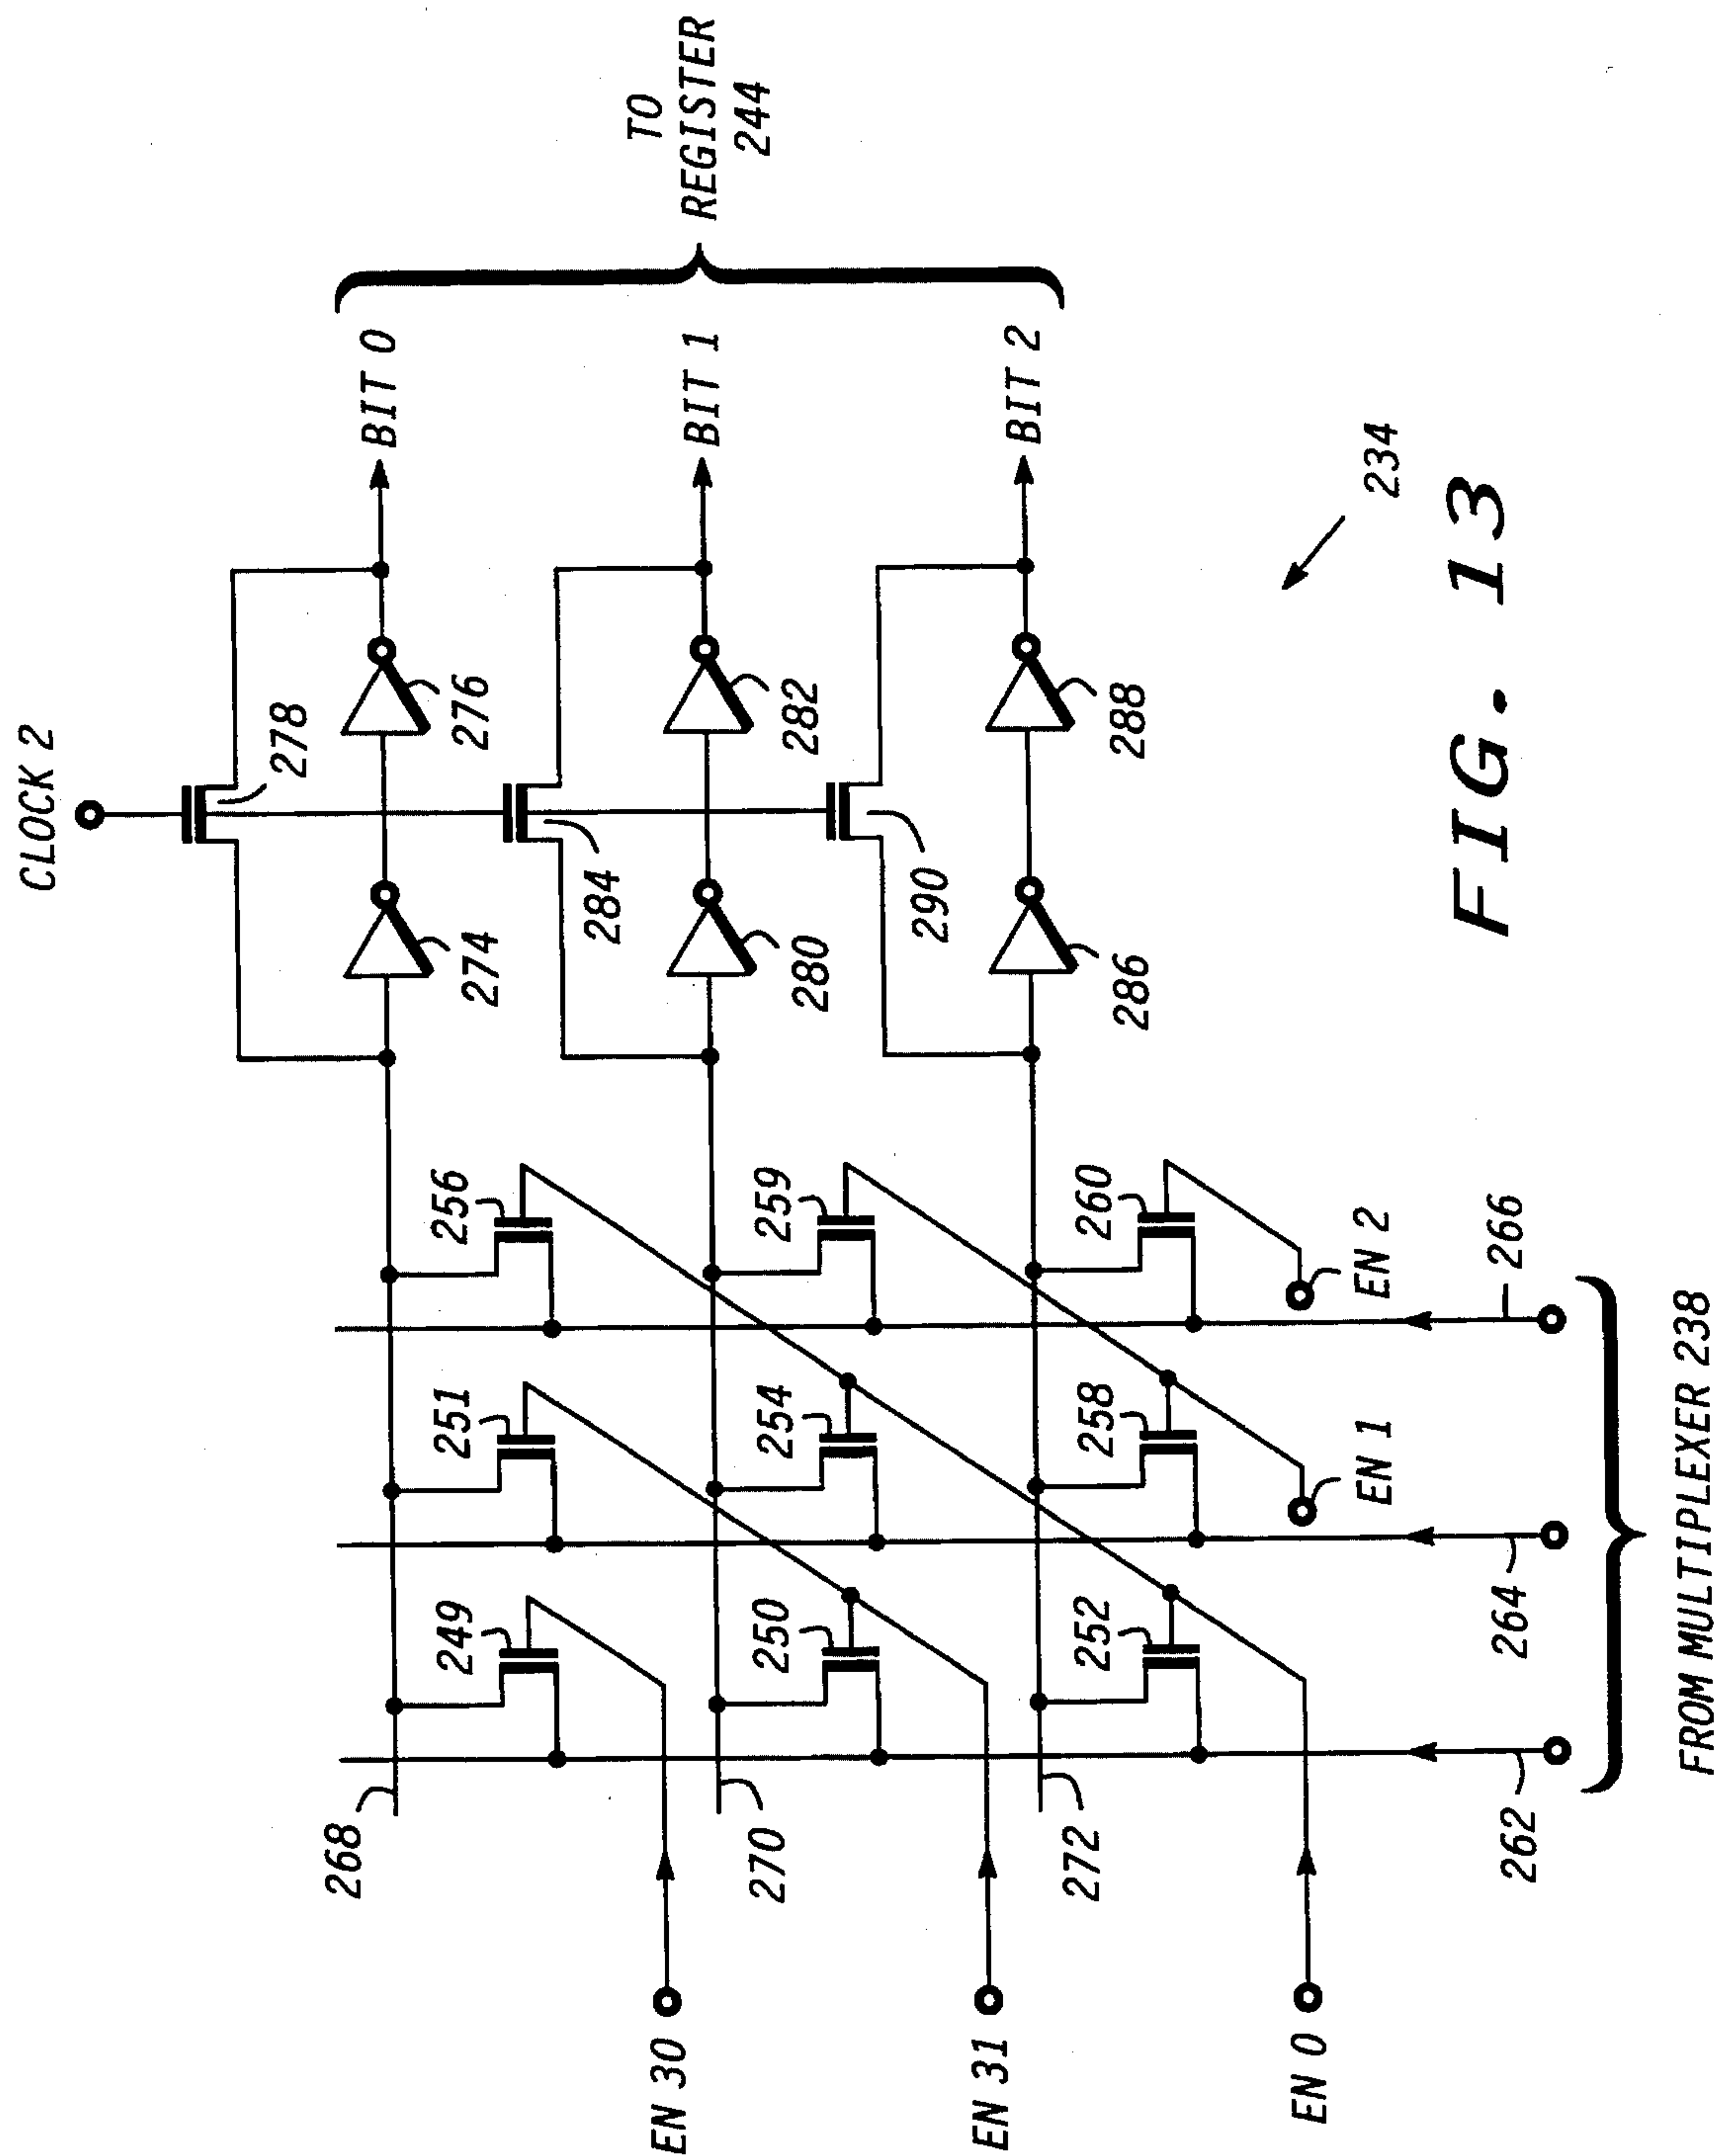 CLOCK 2
278
276
BIT 0
274
284
282
BIT 1
280
290
288
BIT 2
286
TO
REGISTER
244
268
249
251
256
EN 30
270
250
254
259
EN 31
272
252
258
260
EN 0
EN 1
EN 2
262
264
266
FROM MULTIPLEXER 238
234
FIG. 13